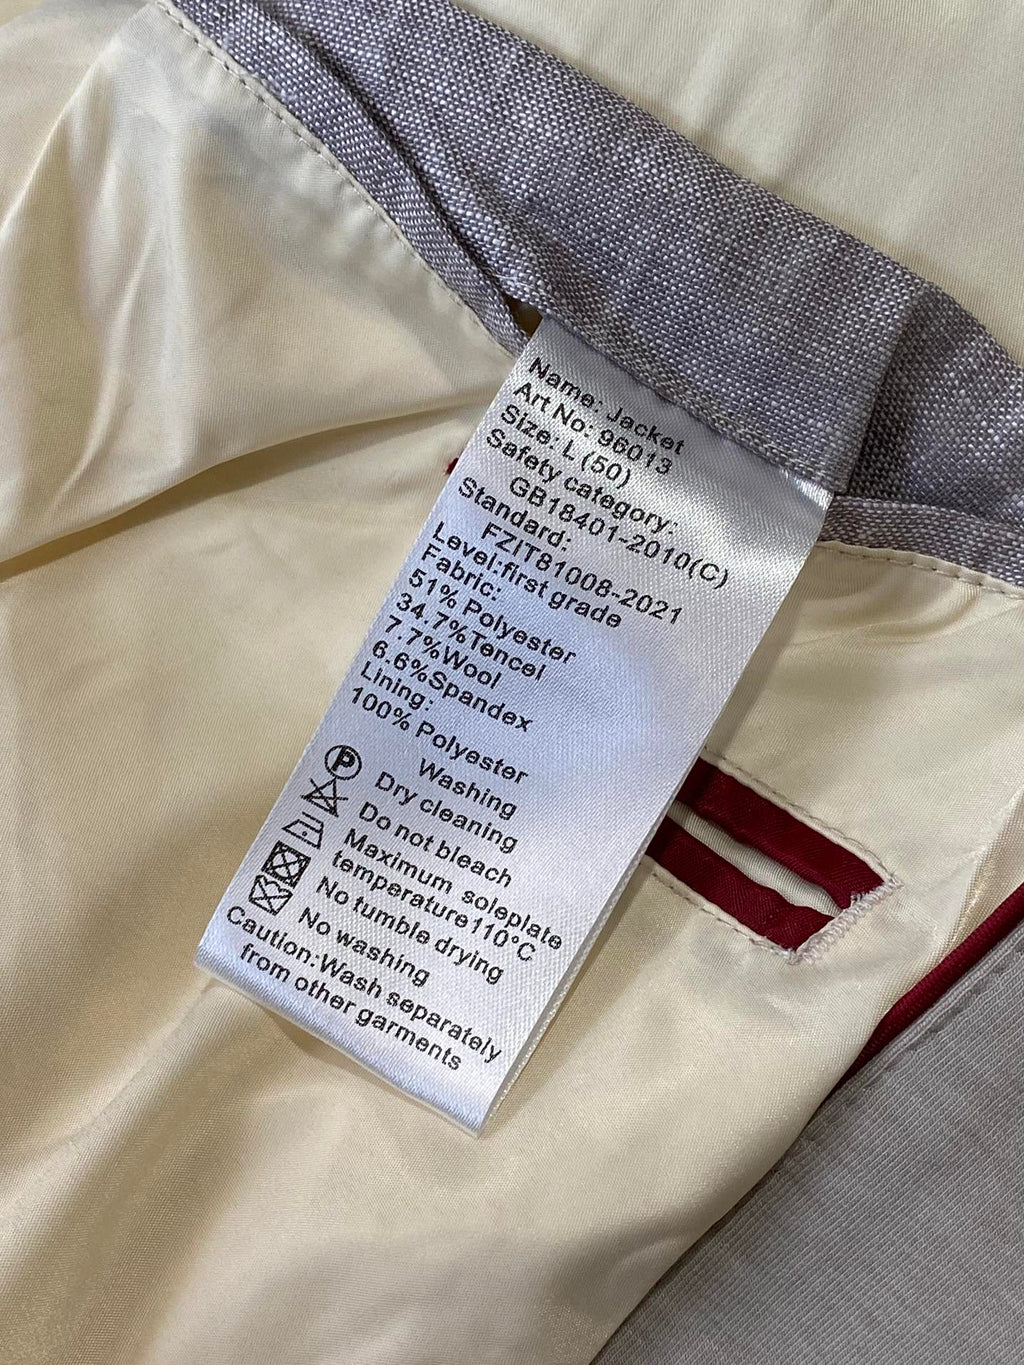 Name: Jacket
Art No: 96013
Size: L (50)
Safety category:
GB18401-2010(C)
Standard:
FZ/T81008-2021
Level:first grade
Fabric:
51% Polyester
34.7%Tencel
7.7%Wool
6.6%Spandex
Lining:
100% Polyester
Washing
P Dry cleaning
Do not bleach
Maximum soleplate
temperature110°C
No tumble drying
No washing
Caution:Wash separately
from other garments